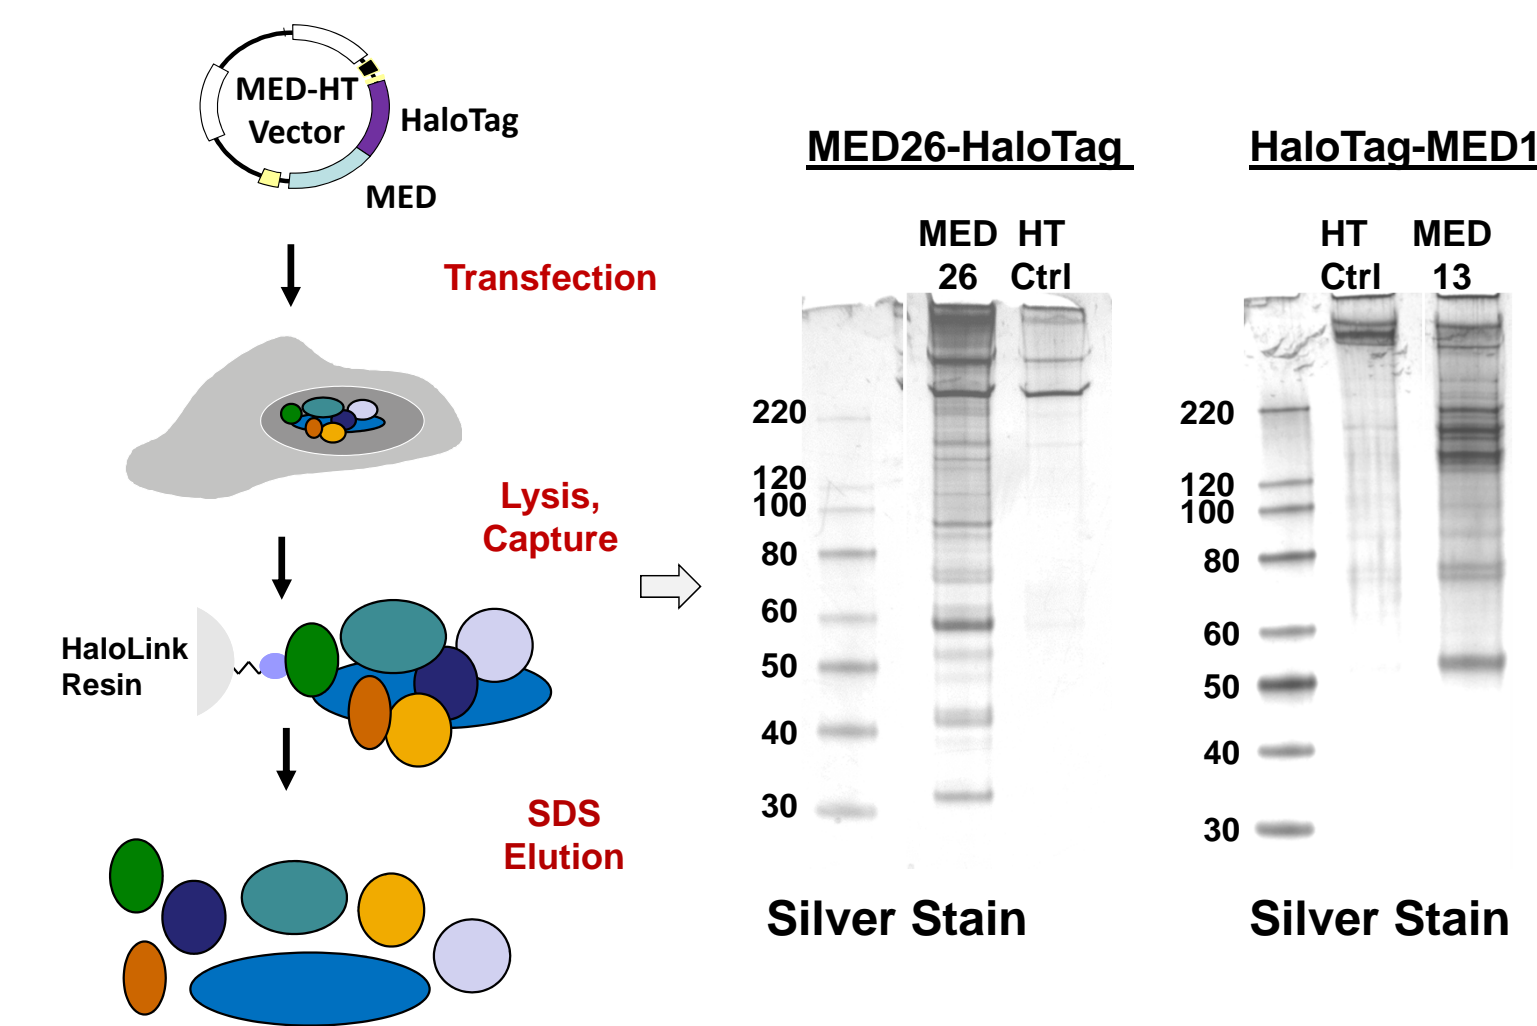 MED-HT
Vector
HaloTag
MED
Transfection
Lysis,
Capture
HaloLink
Resin
SDS
Elution
MED26-HaloTag
MED HT
26 Ctrl
220
120
100
80
60
50
40
30
Silver Stain
HaloTag-MED1
HT MED
Ctrl 13
220
120
100
80
60
50
40
30
Silver Stain